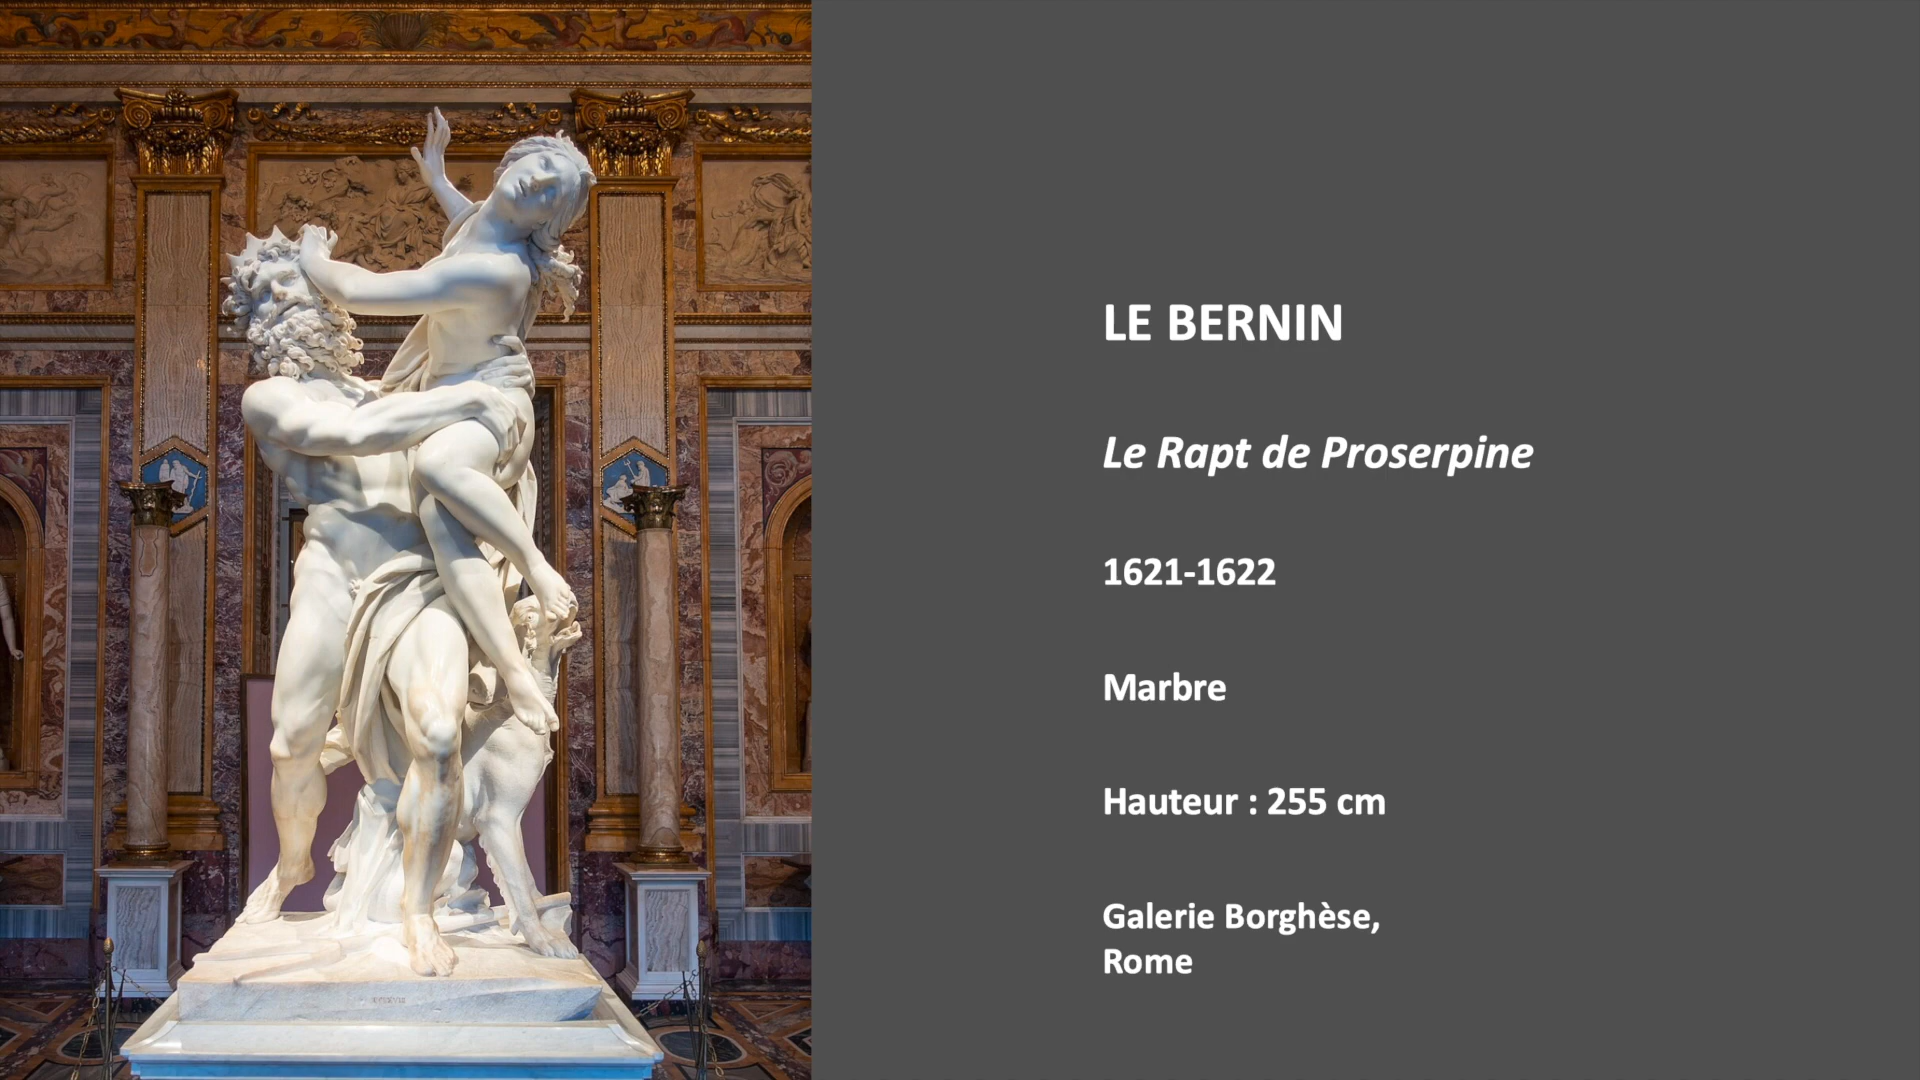 LE BERNIN
Le Rapt de Proserpine
1621-1622
Marbre
Hauteur : 255 cm
Galerie Borghèse,
Rome